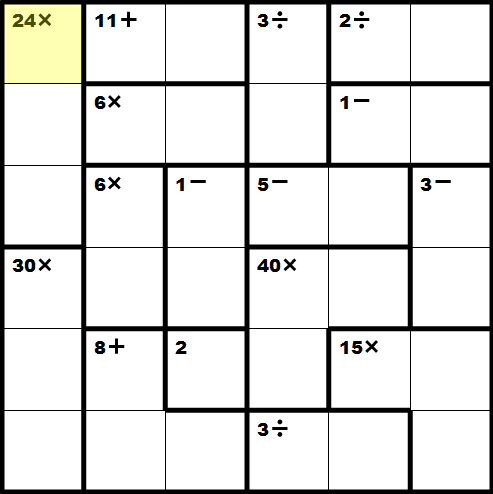 24× 11+ 3÷ 2÷
6× 1−
6× 1− 5− 3−
30× 40×
8+ 2 15×
3÷